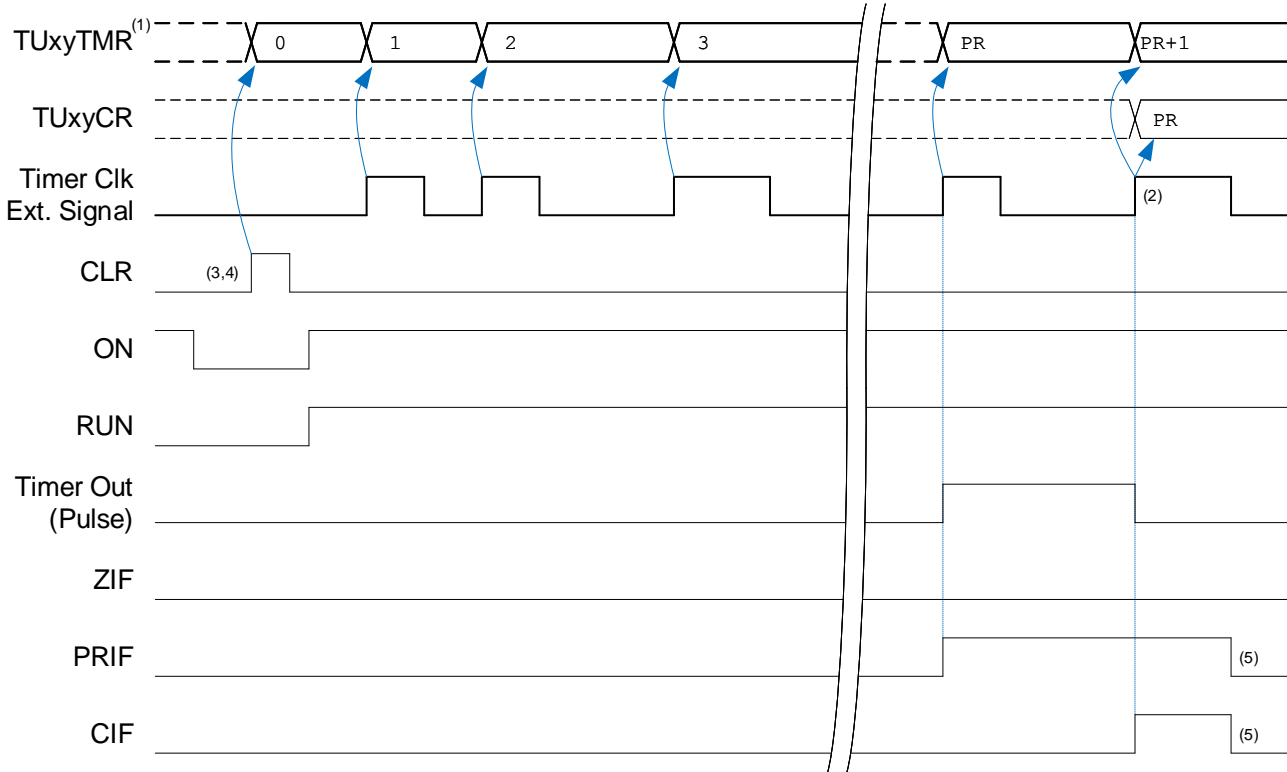 TUxyTMR(1) 0 1 2 3 PR PR+1
TUxyCR PR
Timer Clk
Ext. Signal (2)
CLR (3,4)
ON
RUN
Timer Out
(Pulse)
ZIF
PRIF (5)
CIF (5)